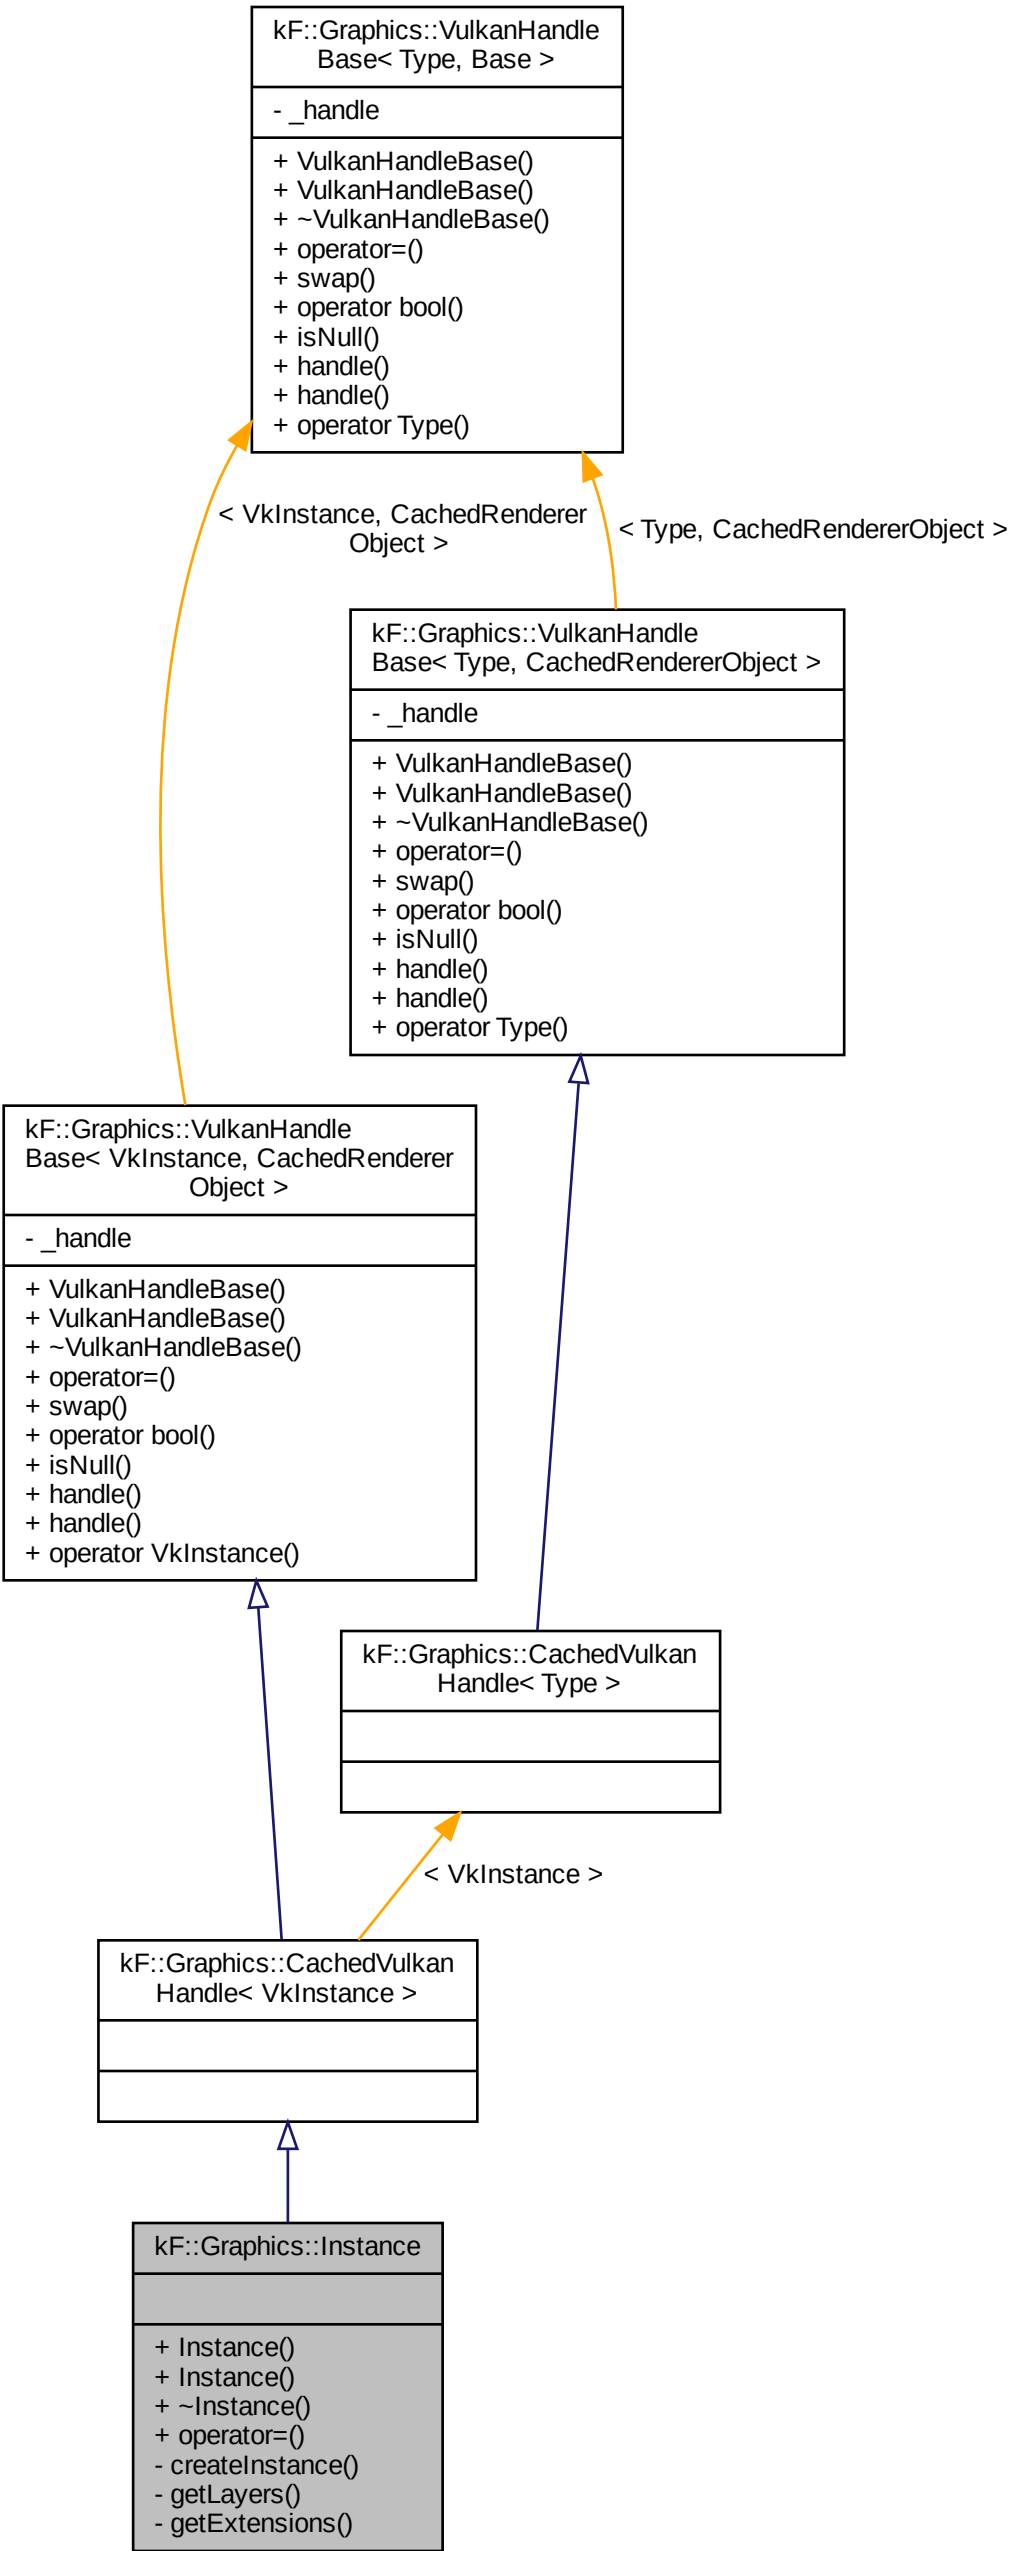 kF::Graphics::VulkanHandle
Base< Type, Base >
- _handle
+ VulkanHandleBase()
+ VulkanHandleBase()
+ ~VulkanHandleBase()
+ operator=()
+ swap()
+ operator bool()
+ isNull()
+ handle()
+ handle()
+ operator Type()
< VkInstance, CachedRenderer
Object >
< Type, CachedRendererObject >
kF::Graphics::VulkanHandle
Base< Type, CachedRendererObject >
- _handle
+ VulkanHandleBase()
+ VulkanHandleBase()
+ ~VulkanHandleBase()
+ operator=()
+ swap()
+ operator bool()
+ isNull()
+ handle()
+ handle()
+ operator Type()
kF::Graphics::VulkanHandle
Base< VkInstance, CachedRenderer
Object >
- _handle
+ VulkanHandleBase()
+ VulkanHandleBase()
+ ~VulkanHandleBase()
+ operator=()
+ swap()
+ operator bool()
+ isNull()
+ handle()
+ handle()
+ operator VkInstance()
kF::Graphics::CachedVulkan
Handle< Type >
< VkInstance >
kF::Graphics::CachedVulkan
Handle< VkInstance >
kF::Graphics::Instance
+ Instance()
+ Instance()
+ ~Instance()
+ operator=()
- createInstance()
- getLayers()
- getExtensions()